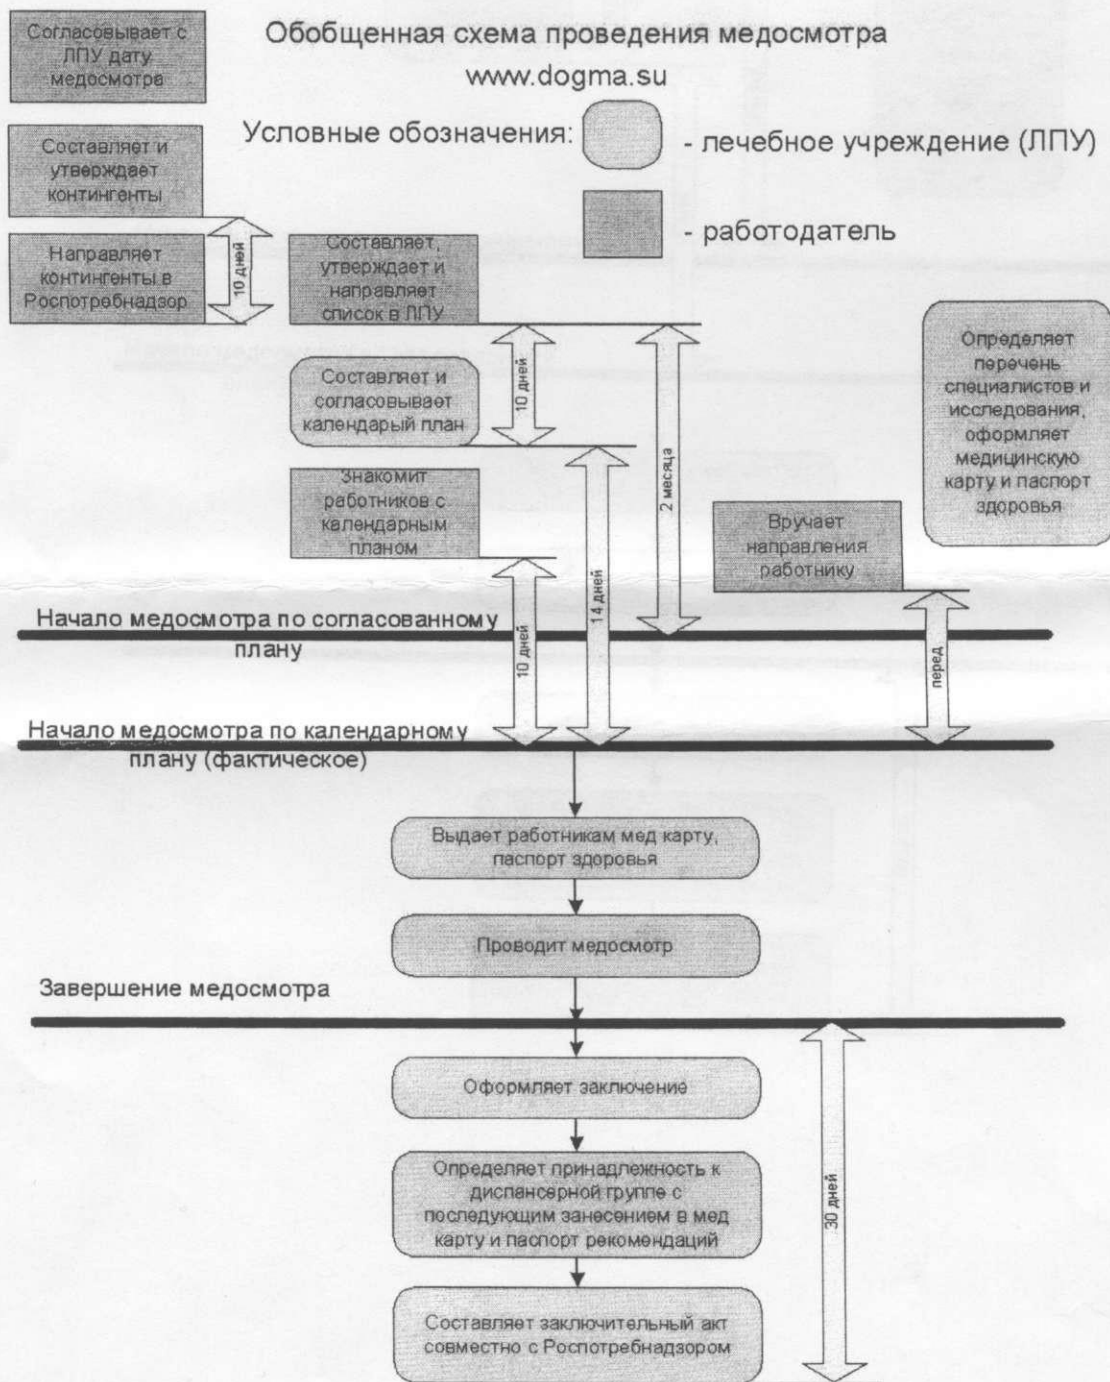 Согласовывает с
ЛПУ дату
медосмотра
Обобщенная схема проведения медосмотра
www.dogma.su
Составляет и
утверждает
контингенты
Условные обозначения:
- лечебное учреждение (ЛПУ)
- работодатель
Направляет
контингенты в
Роспотребнадзор
10 дней
Составляет,
утверждает и
направляет
список в ЛПУ
Составляет и
согласовывает
календарый план
10 дней
Знакомит
работников с
календарным
планом
2 месяца
Вручает
направления
работнику
Определяет
перечень
специалистов и
исследования,
оформляет
медицинскую
карту и паспорт
здоровья
Начало медосмотра по согласованному
плану
10 дней
14 дней
перед
Начало медосмотра по календарному
плану (фактическое)
Выдает работникам мед карту,
паспорт здоровья
Проводит медосмотр
Завершение медосмотра
Оформляет заключение
Определяет принадлежность к
диспансерной группе с
последующим занесением в мед
карту и паспорт рекомендаций
30 дней
Составляет заключительный акт
совместно с Роспотребнадзором